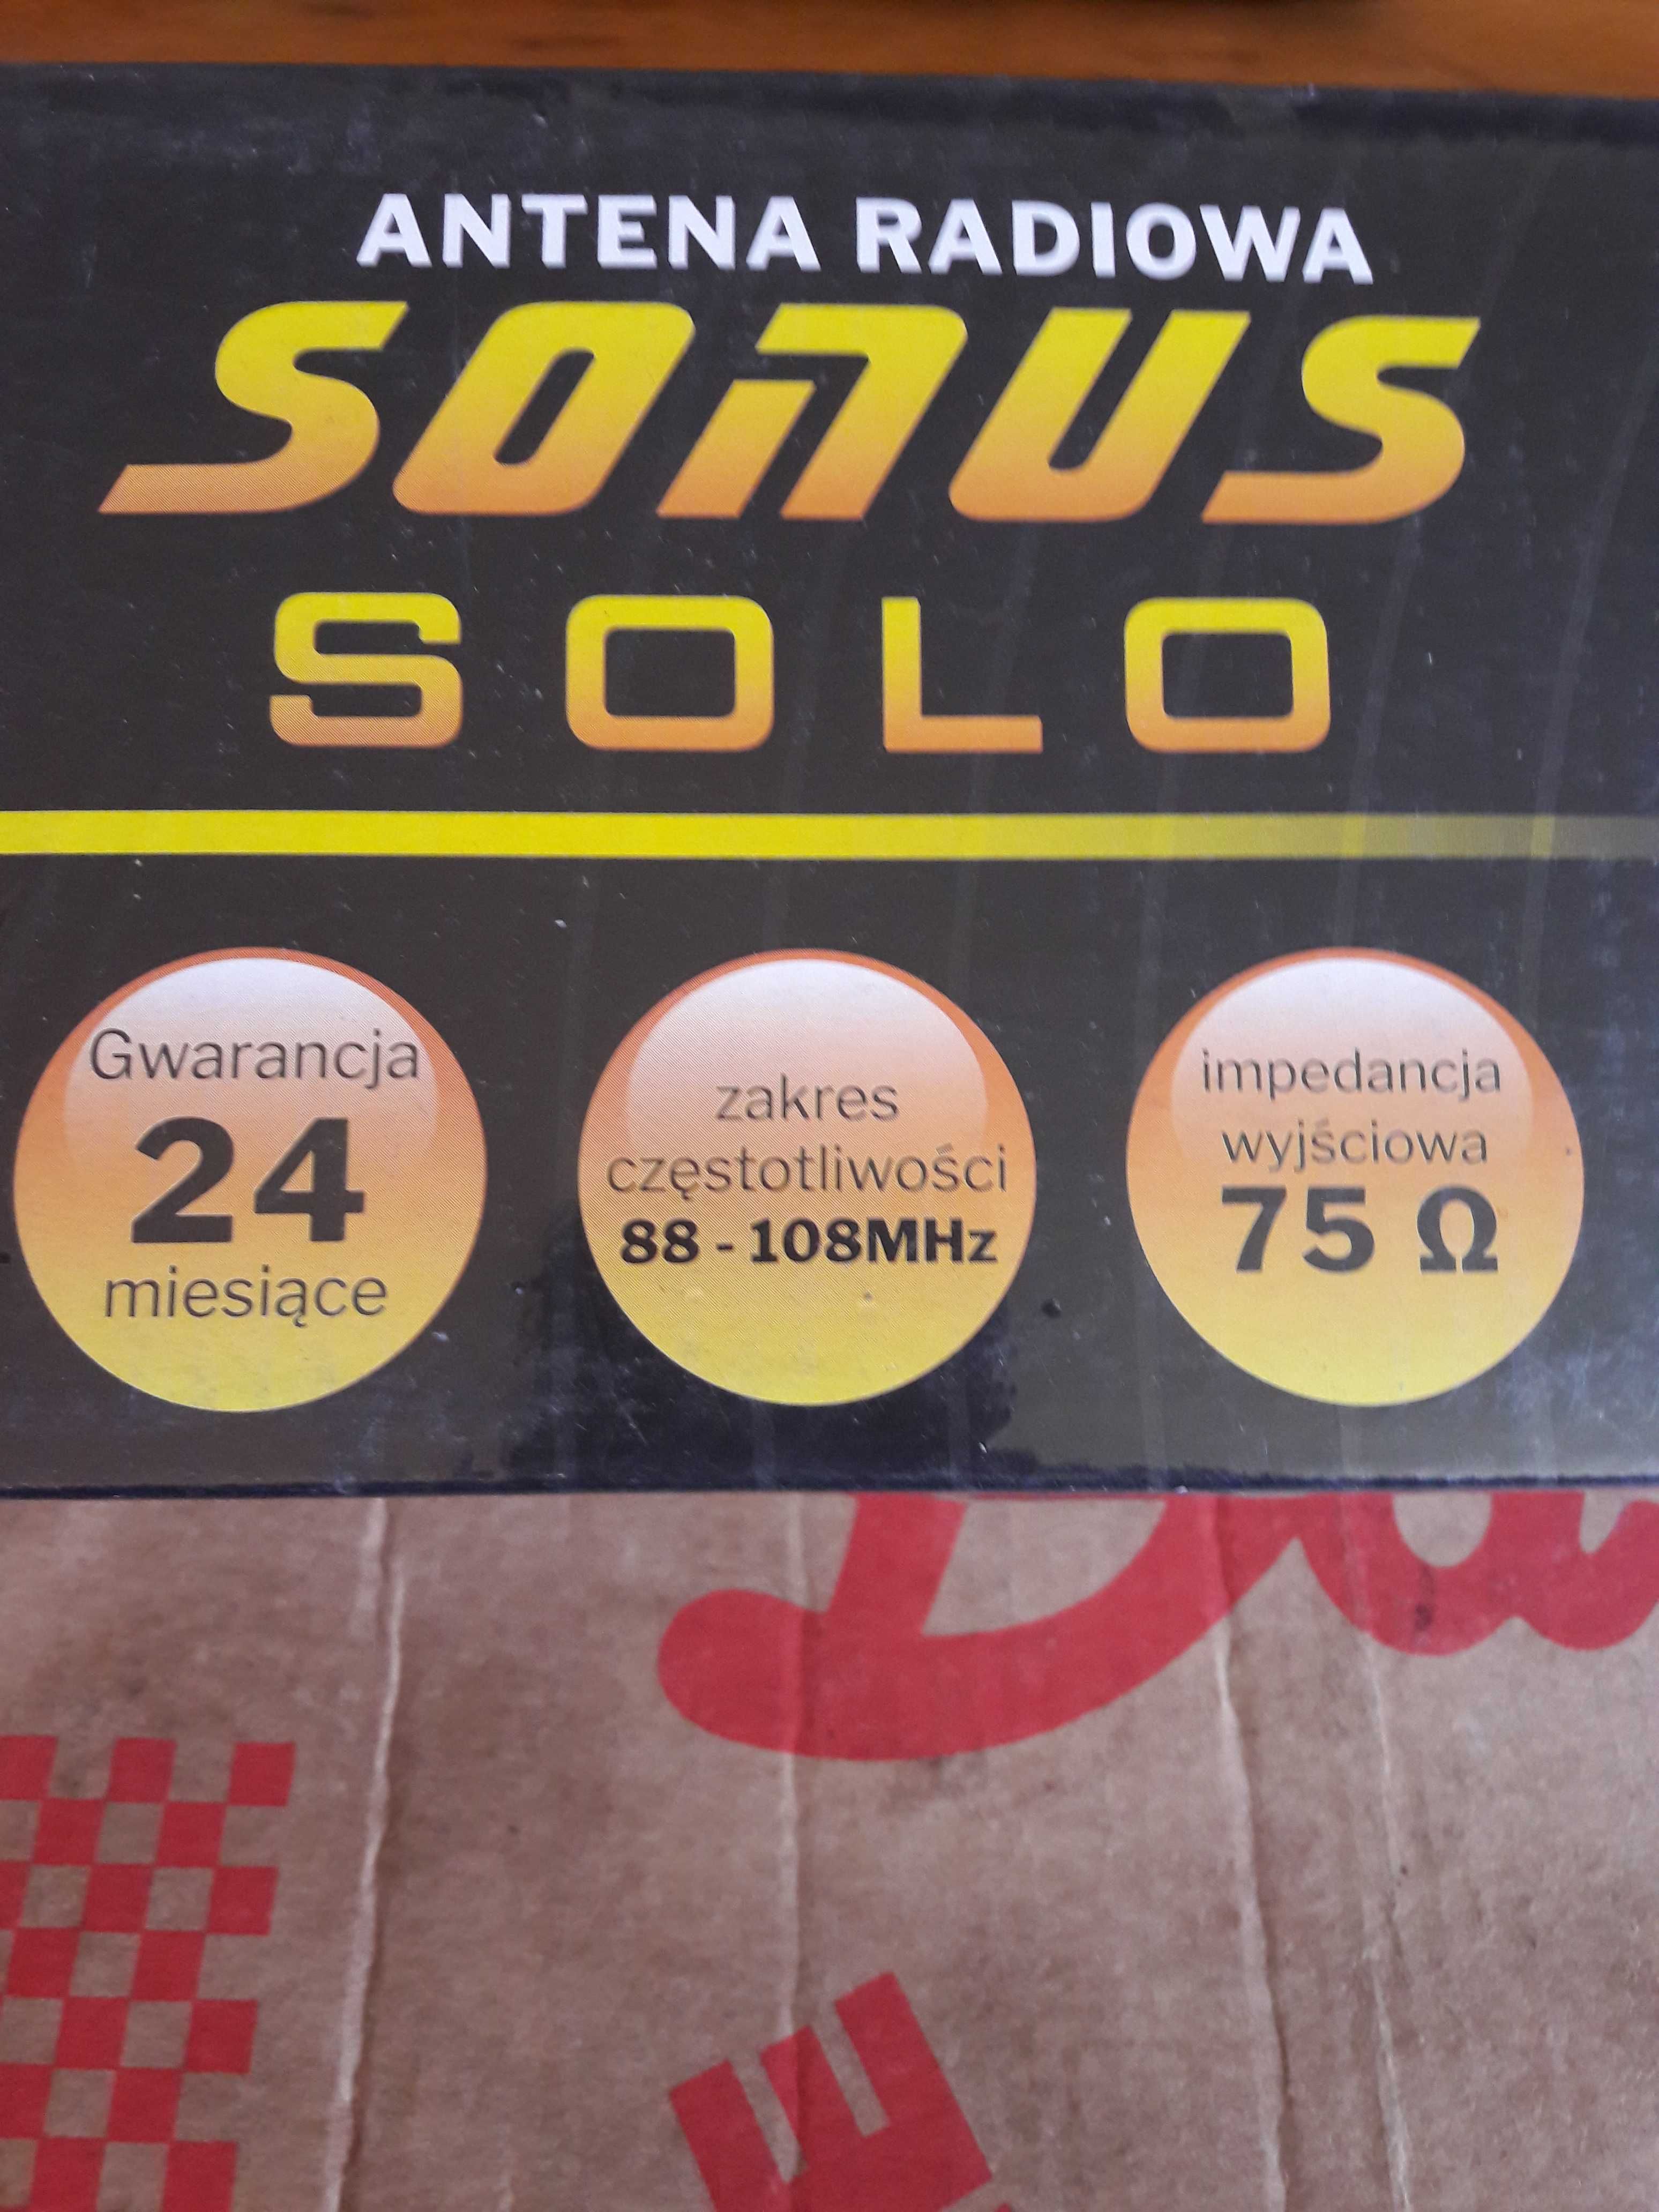 ANTENA RADIOWA
SONUS
SOLO
Gwarancja
24
miesiące
zakres
częstotliwości
88 - 108MHz
impedancja
wyjściowa
75 Ω